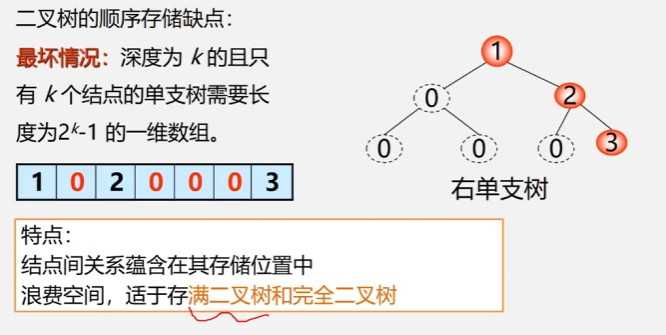 二叉树的顺序存储缺点：
最坏情况：深度为 k 的且只
有 k 个结点的单支树需要长
度为2ᵏ-1 的一维数组。
1 0 2 0 0 0 3
1
0 2
0 0 0 3
右单支树
特点：
结点间关系蕴含在其存储位置中
浪费空间，适于存满二叉树和完全二叉树